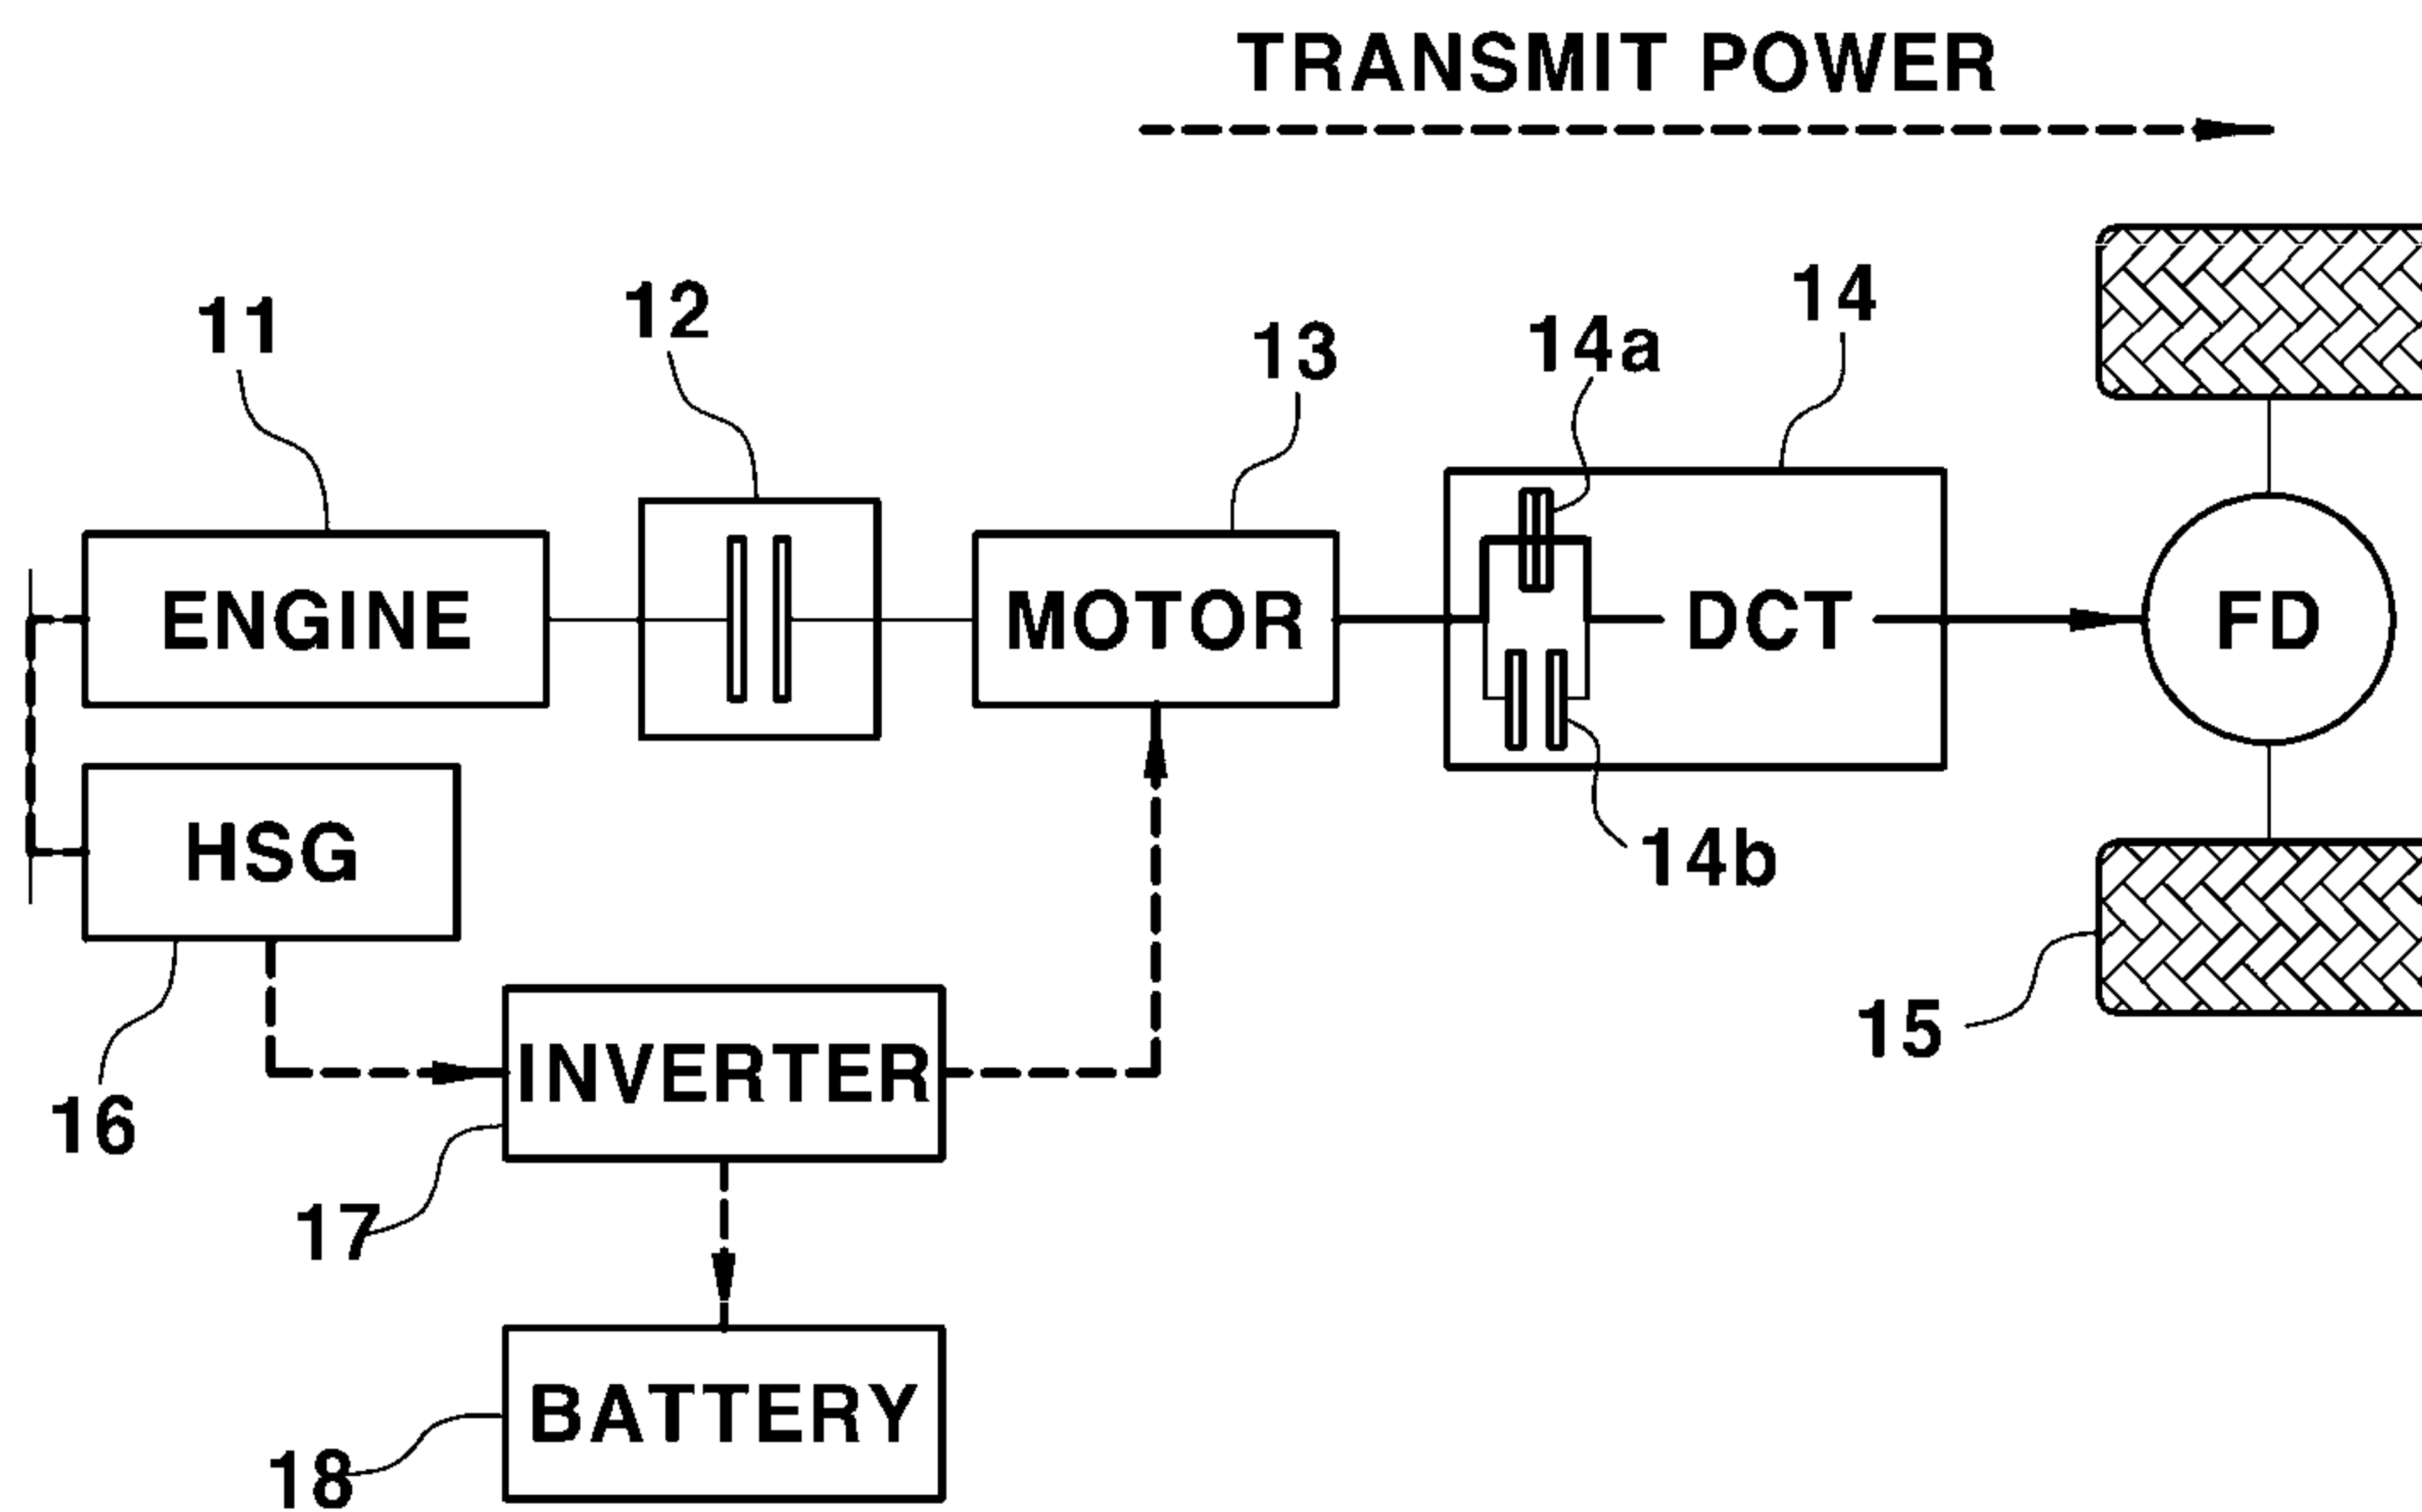 TRANSMIT POWER
11
12
13
14a
14
ENGINE
MOTOR
DCT
FD
HSG
14b
15
16
INVERTER
17
BATTERY
18